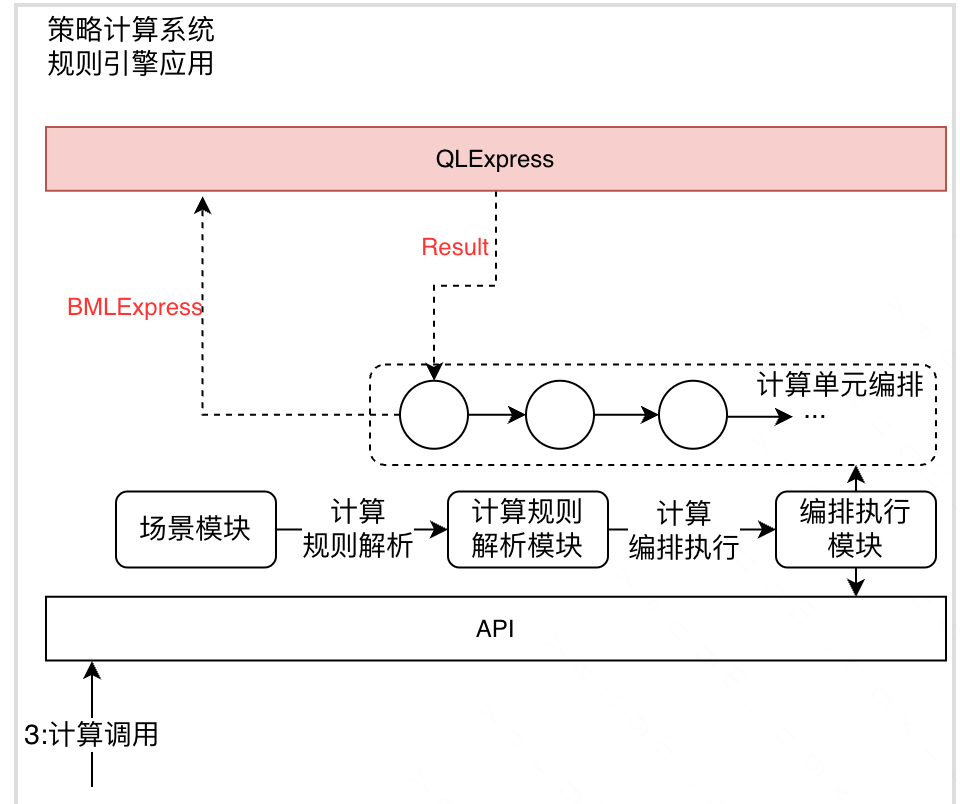 策略计算系统
规则引擎应用
QLExpress
Result
BMLExpress
计算单元编排
...
场景模块
计算
规则解析
计算规则
解析模块
计算
编排执行
编排执行
模块
API
3:计算调用